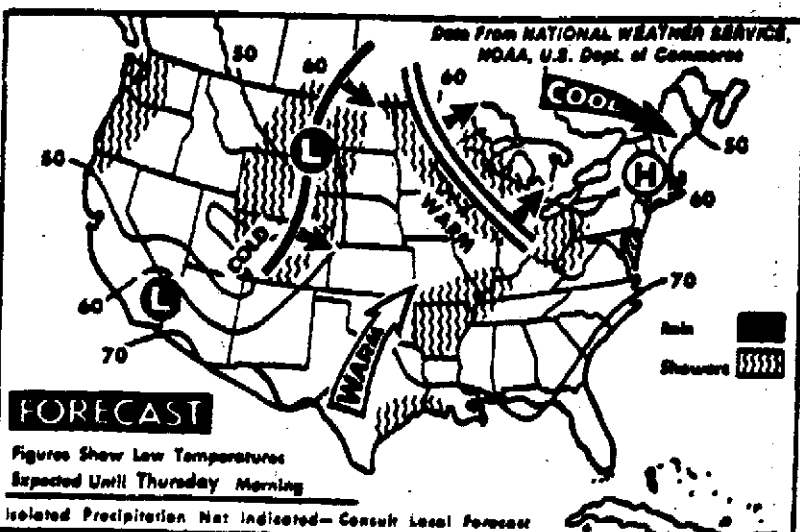 Data From NATIONAL WEATHER SERVICE,
NOAA, U.S. Dept. of Commerce
50
60
60
COOL
L
50
50
H
60
WARM
COLD
60
L
70
70
WARM
Rain
Showers
FORECAST
Figures Show Low Temperatures
Expected Until Thursday Morning
Isolated Precipitation Not Indicated— Consult Local Forecast